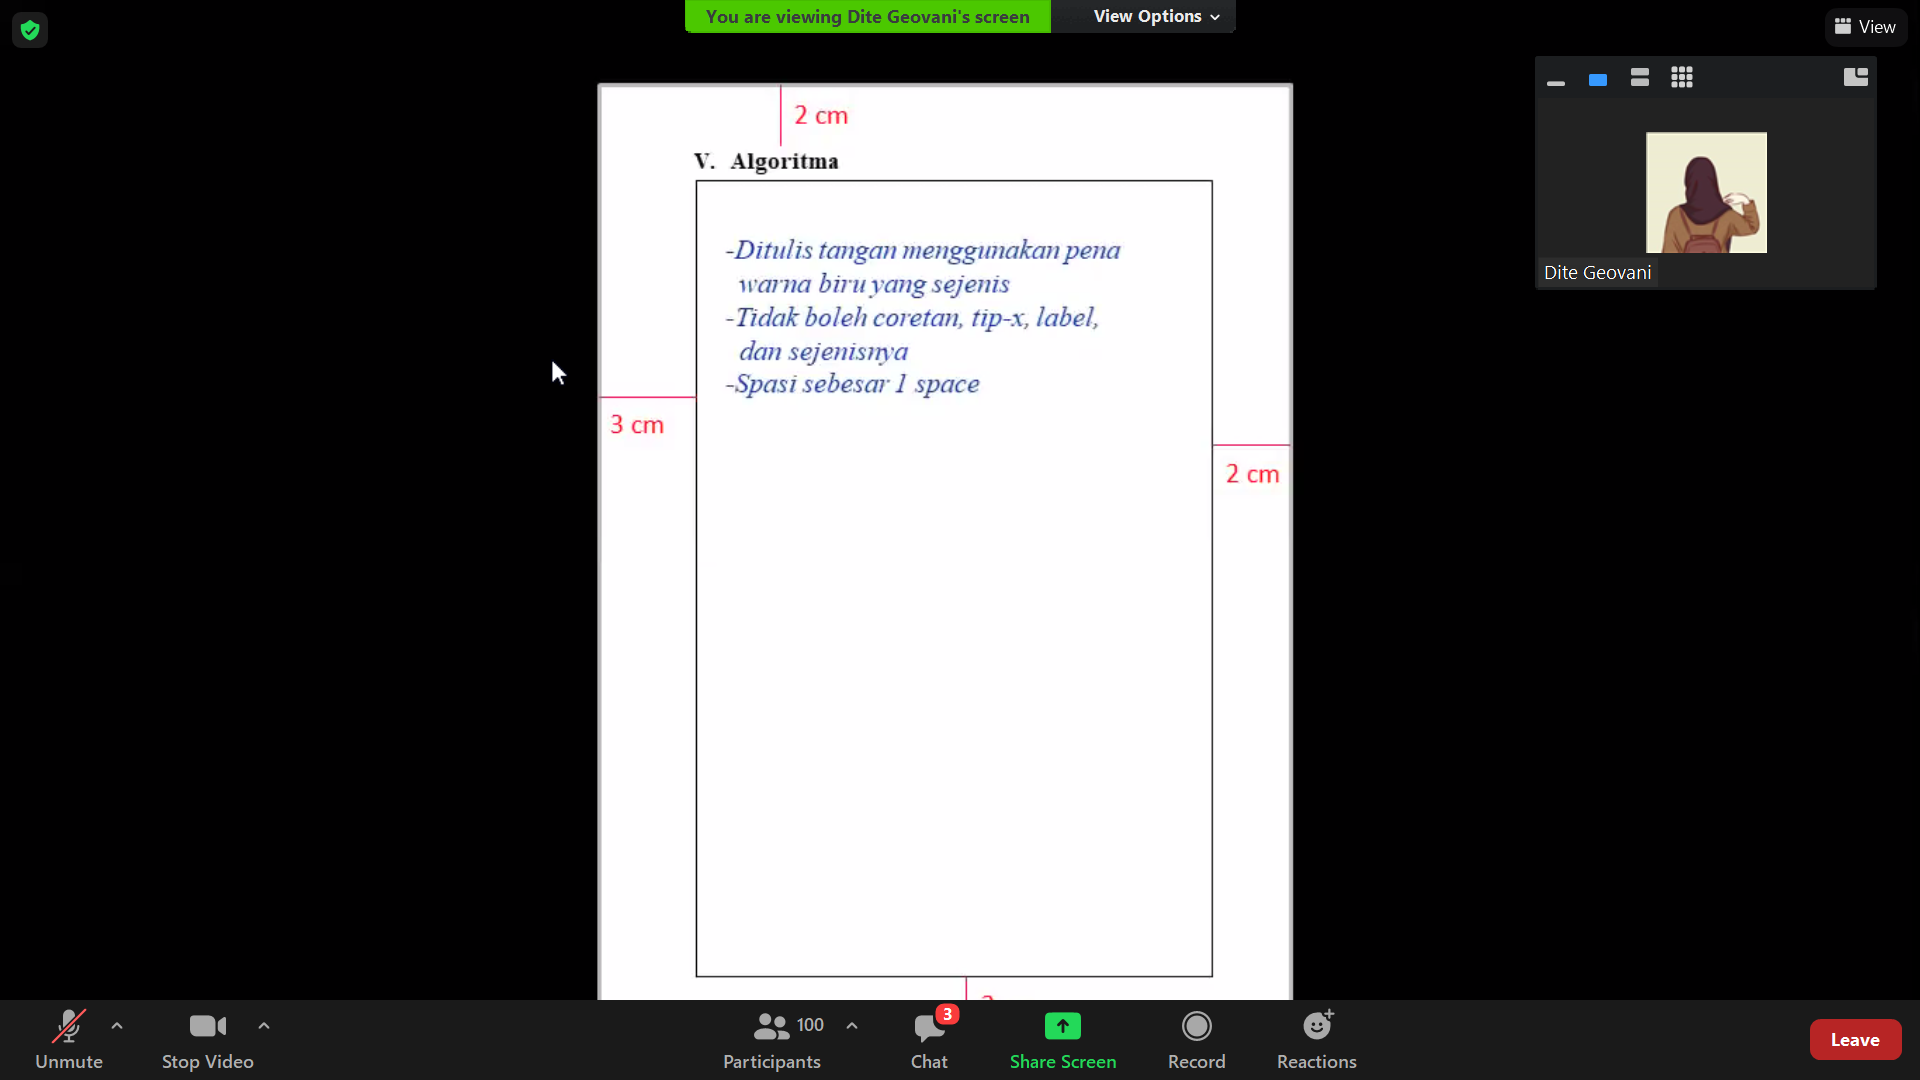 You are viewing Dite Geovani's screen
View Options
View
2 cm
V. Algoritma
-Ditulis tangan menggunakan pena
warna biru yang sejenis
-Tidak boleh coretan, tip-x, label,
dan sejenisnya
-Spasi sebesar 1 space
3 cm
2 cm
Dite Geovani
Unmute
Stop Video
100
Participants
3
Chat
Share Screen
Record
Reactions
Leave